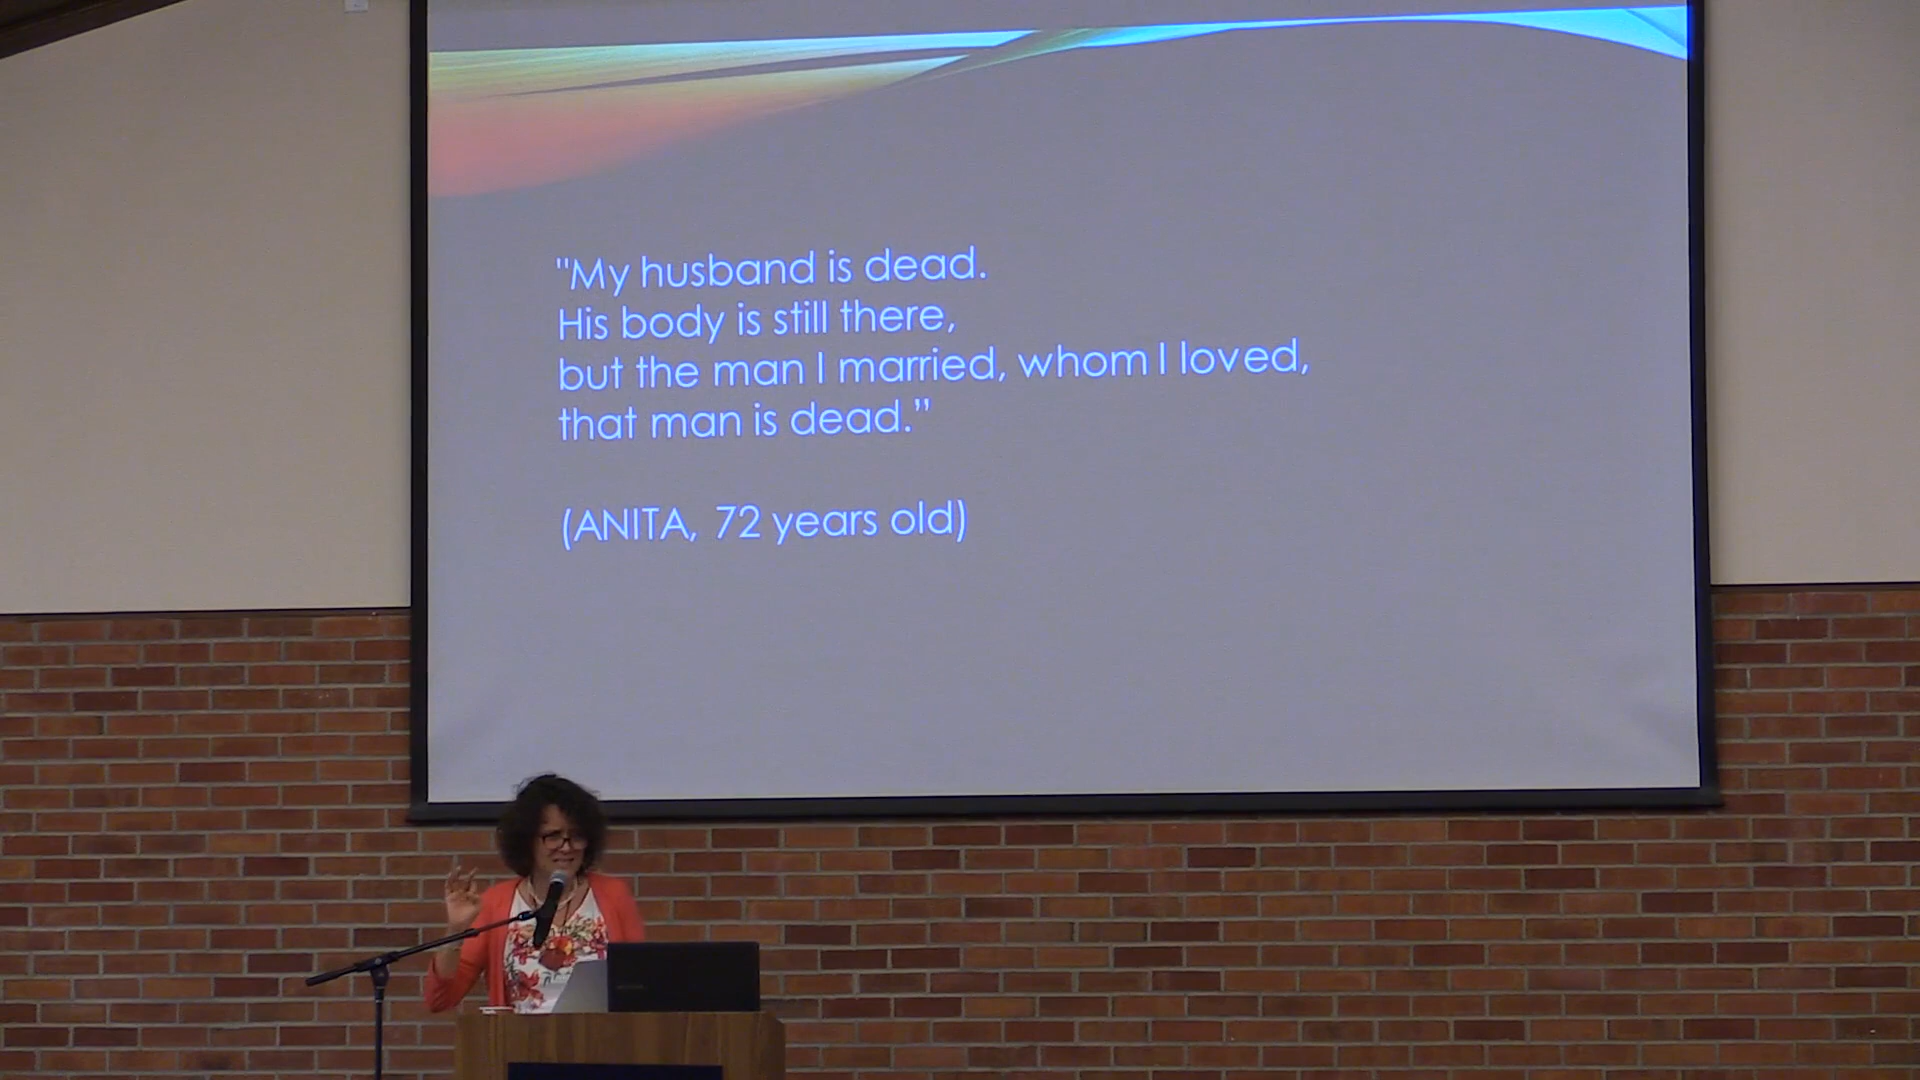 "My husband is dead.
His body is still there,
but the man I married, whom I loved,
that man is dead.”
(ANITA, 72 years old)